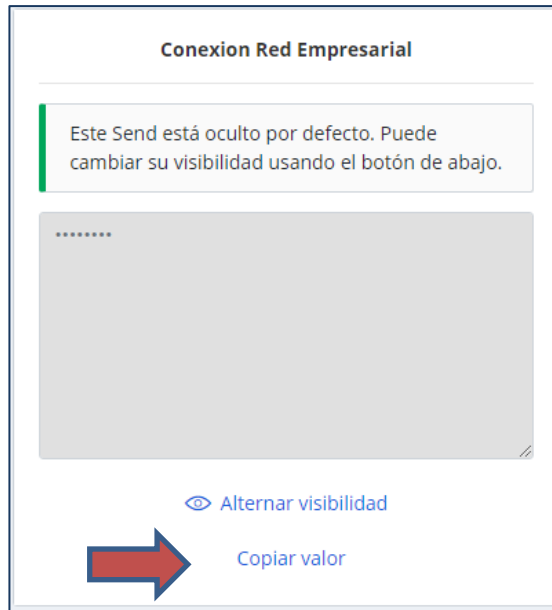 Conexion Red Empresarial
Este Send está oculto por defecto. Puede
cambiar su visibilidad usando el botón de abajo.
••••••••
Alternar visibilidad
Copiar valor